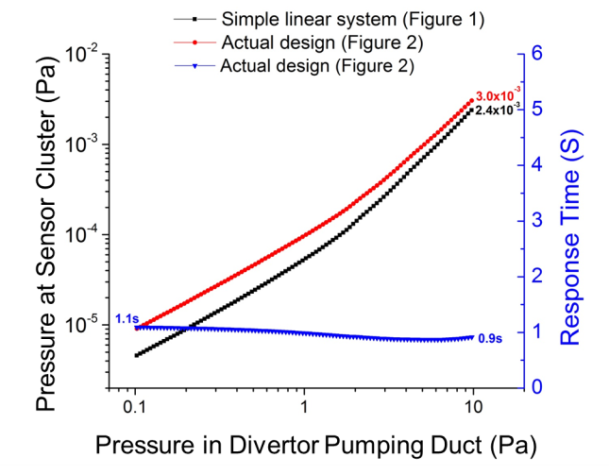 Simple linear system (Figure 1)
Actual design (Figure 2)
Actual design (Figure 2)
10⁻²
10⁻³
10⁻⁴
10⁻⁵
Pressure at Sensor Cluster (Pa)
3.0x10⁻³
2.4x10⁻³
1.1s
0.9s
6
5
4
3
2
1
0
Response Time (S)
0.1
1
10
Pressure in Divertor Pumping Duct (Pa)